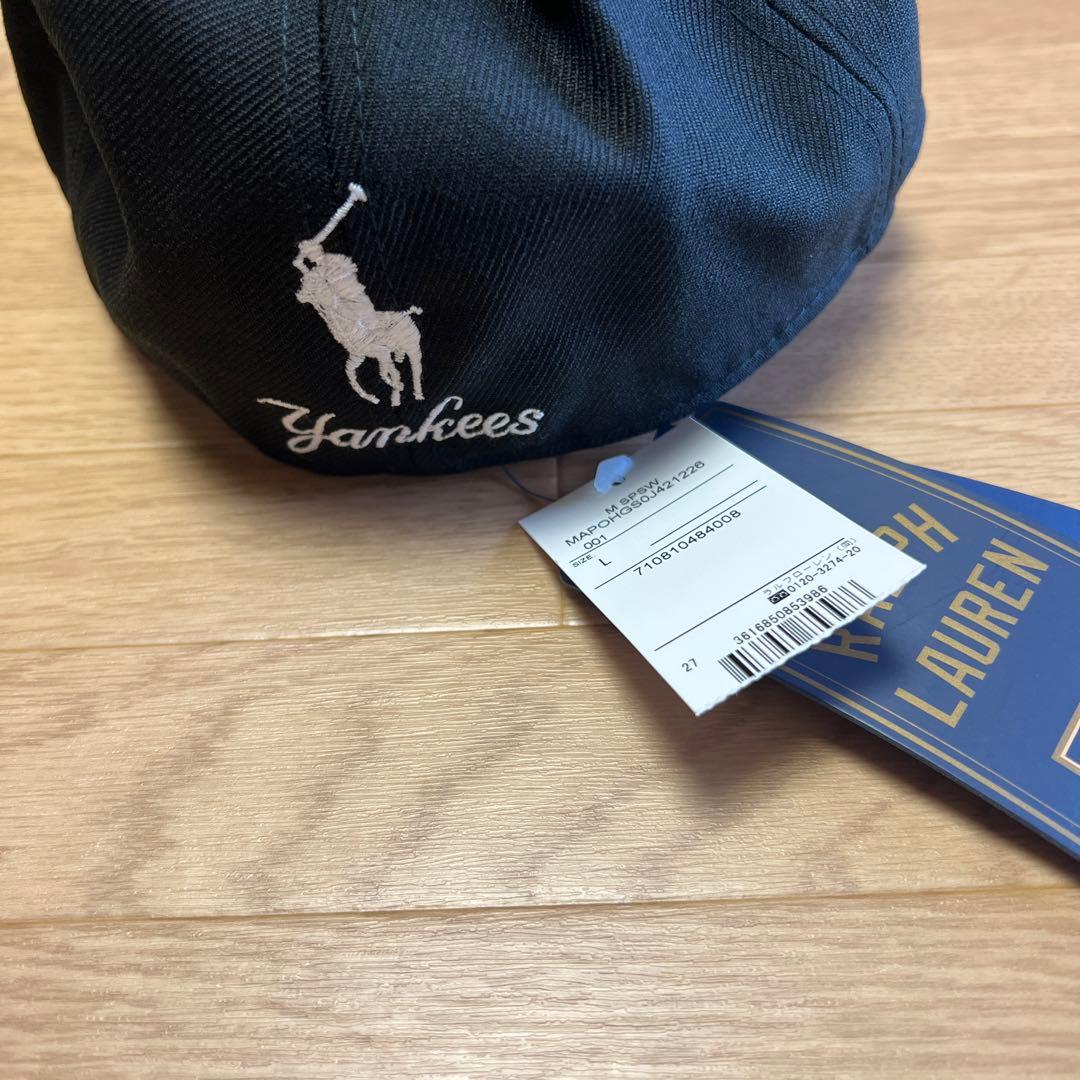 Yankees
M SPSW
MAPOHGS0J421226
001
SIZE. L
710810484008
ラルフローレン (同)
0120-3274-20
3616850853986
27
RALPH
LAUREN